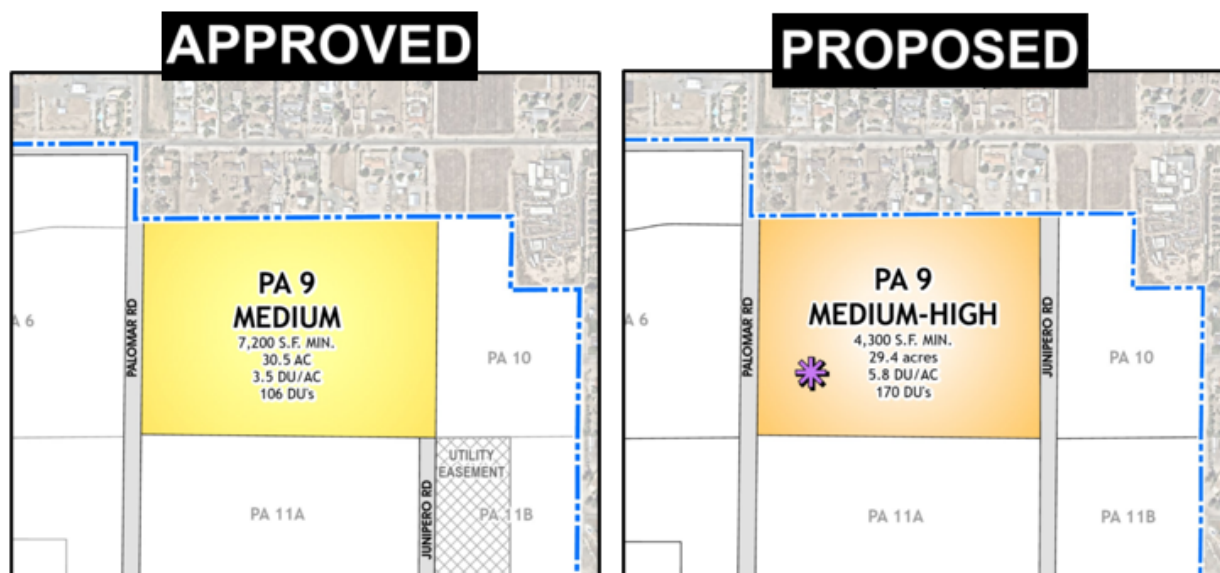 APPROVED
PA 9
MEDIUM
7,200 S.F. MIN.
30.5 AC
3.5 DU/AC
106 DU's
PALOMAR RD
A 6
PA 10
UTILITY
EASEMENT
JUNIPERO RD
PA 11A
PA 11B
PROPOSED
PA 9
MEDIUM-HIGH
4,300 S.F. MIN.
29.4 acres
5.8 DU/AC
170 DU's
PALOMAR RD
JUNIPERO RD
A 6
PA 10
PA 11A
PA 11B